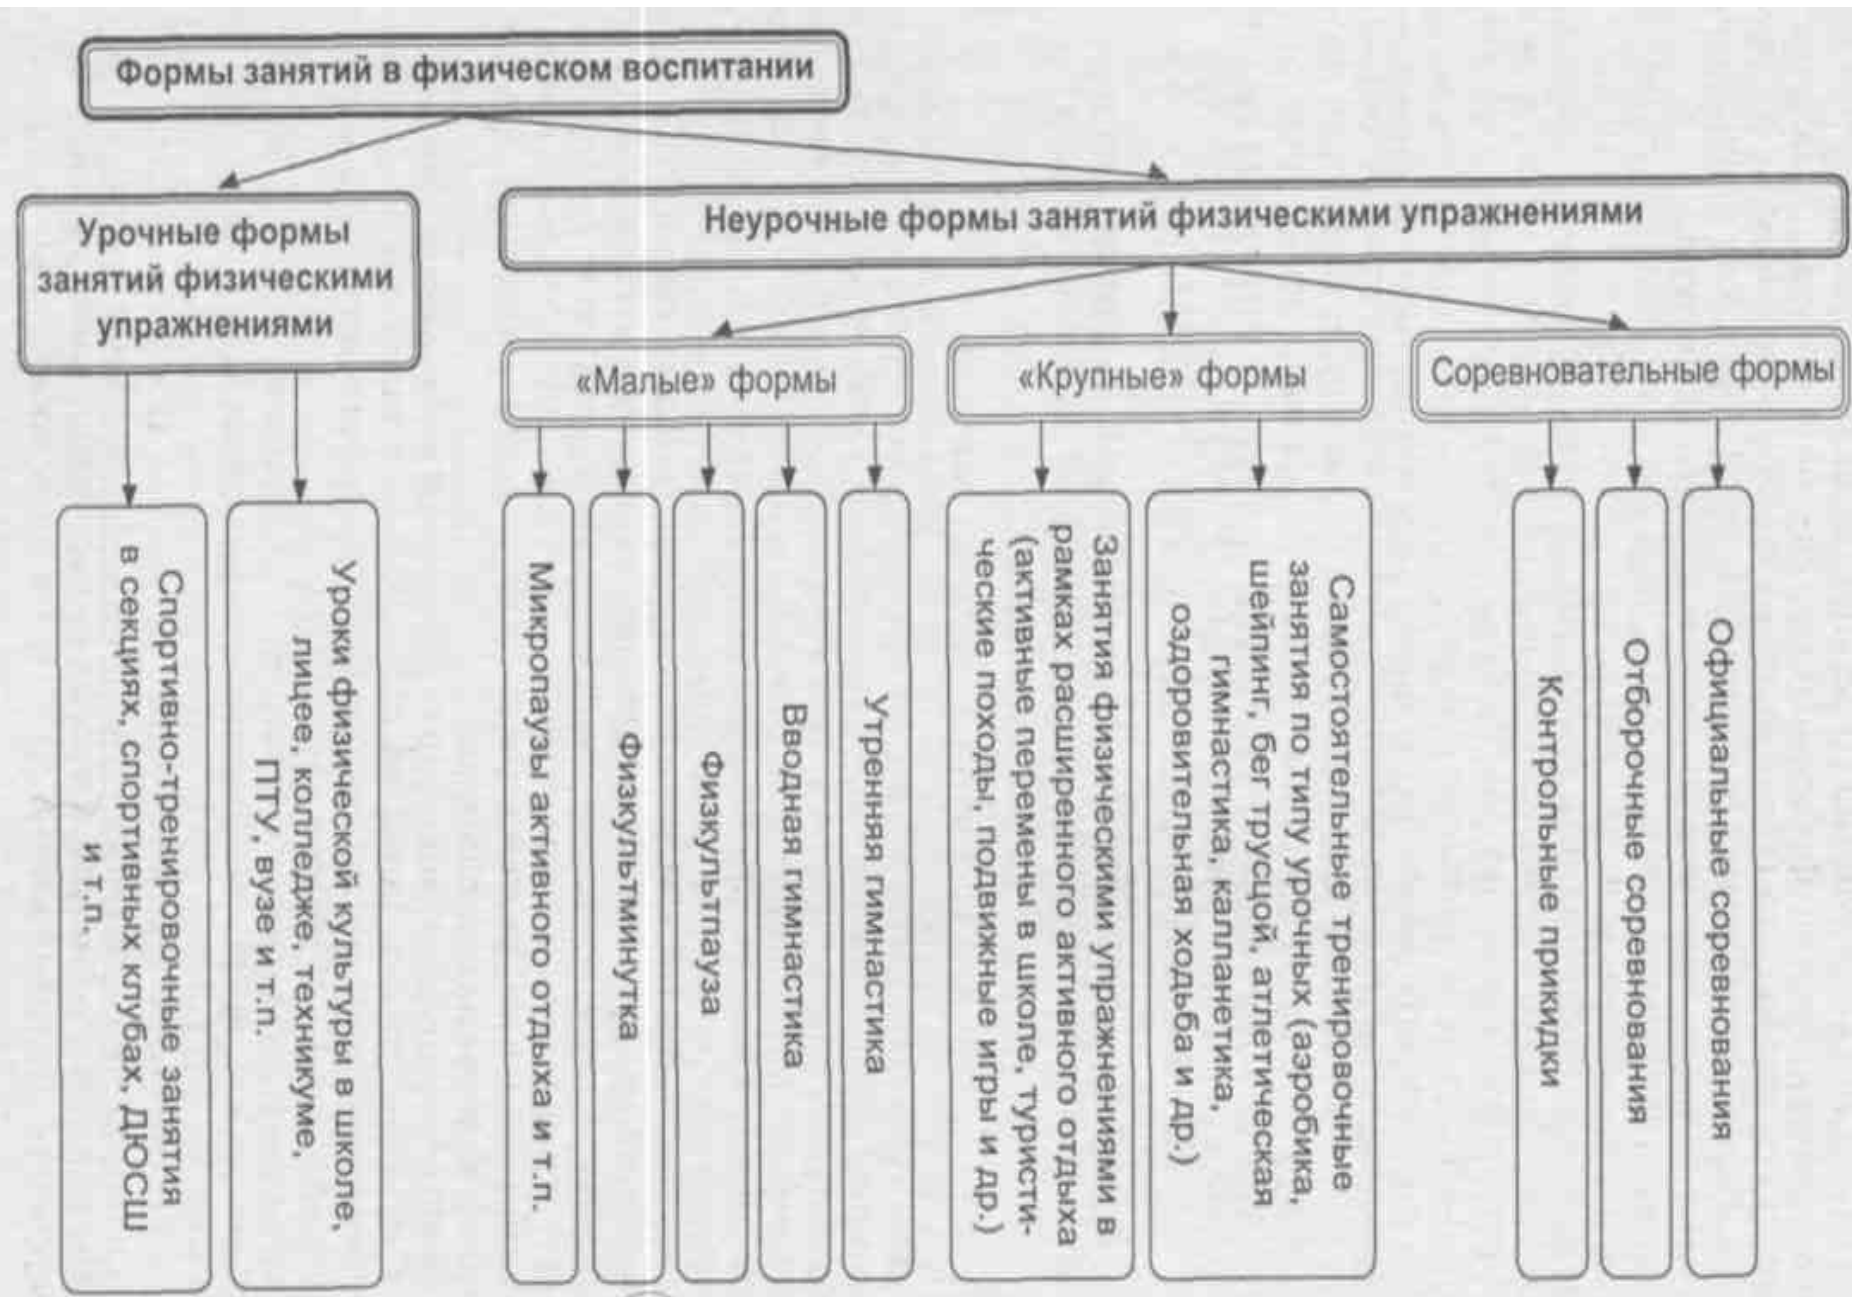 Формы занятий в физическом воспитании
Урочные формы
занятий физическими
упражнениями
Неурочные формы занятий физическими упражнениями
«Малые» формы
«Крупные» формы
Соревновательные формы
Спортивно-тренировочные занятия
в секциях, спортивных клубах, ДЮСШ
и т.п.
Уроки физической культуры в школе,
лицее, колледже, техникуме,
ПТУ, вузе и т.п.
Микропаузы активного отдыха и т.п.
Физкультминутка
Физкультпауза
Вводная гимнастика
Утренняя гимнастика
Занятия физическими упражнениями в
рамках расширенного активного отдыха
(активные перемены в школе, туристи-
ческие походы, подвижные игры и др.)
Самостоятельные тренировочные
занятия по типу урочных (аэробика,
шейпинг, бег трусцой, атлетическая
гимнастика, калланетика,
оздоровительная ходьба и др.)
Контрольные прикидки
Отборочные соревнования
Официальные соревнования